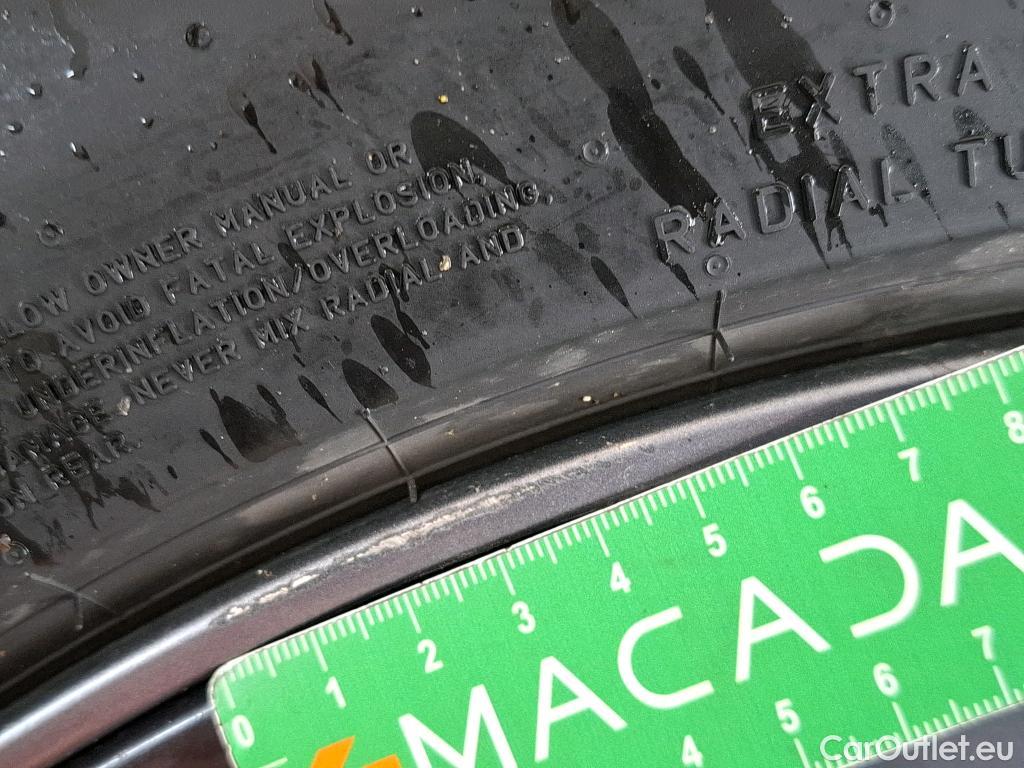 EXTRA
RADIAL TU
LOW OWNER MANUAL OR
TO AVOID FATAL EXPLOSION,
UNDERINFLATION/OVERLOADING,
NEVER MIX RADIAL AND
ON REAR.
0 1 2 3 4 5 6 7 8
MACADA
4 5 6 7
CarOutlet.eu